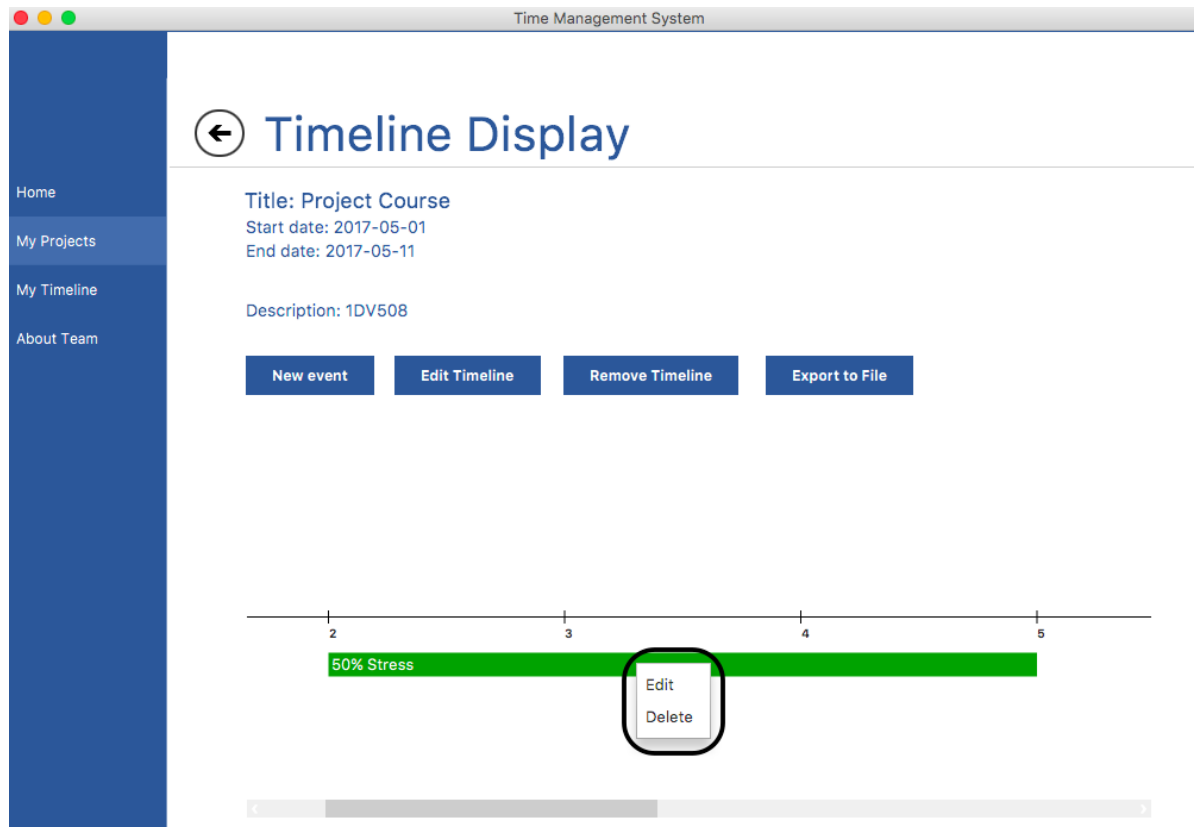 Time Management System
Timeline Display
Home
My Projects
My Timeline
About Team
Title: Project Course
Start date: 2017-05-01
End date: 2017-05-11
Description: 1DV508
New event Edit Timeline Remove Timeline Export to File
2 3 4 5
50% Stress
Edit
Delete